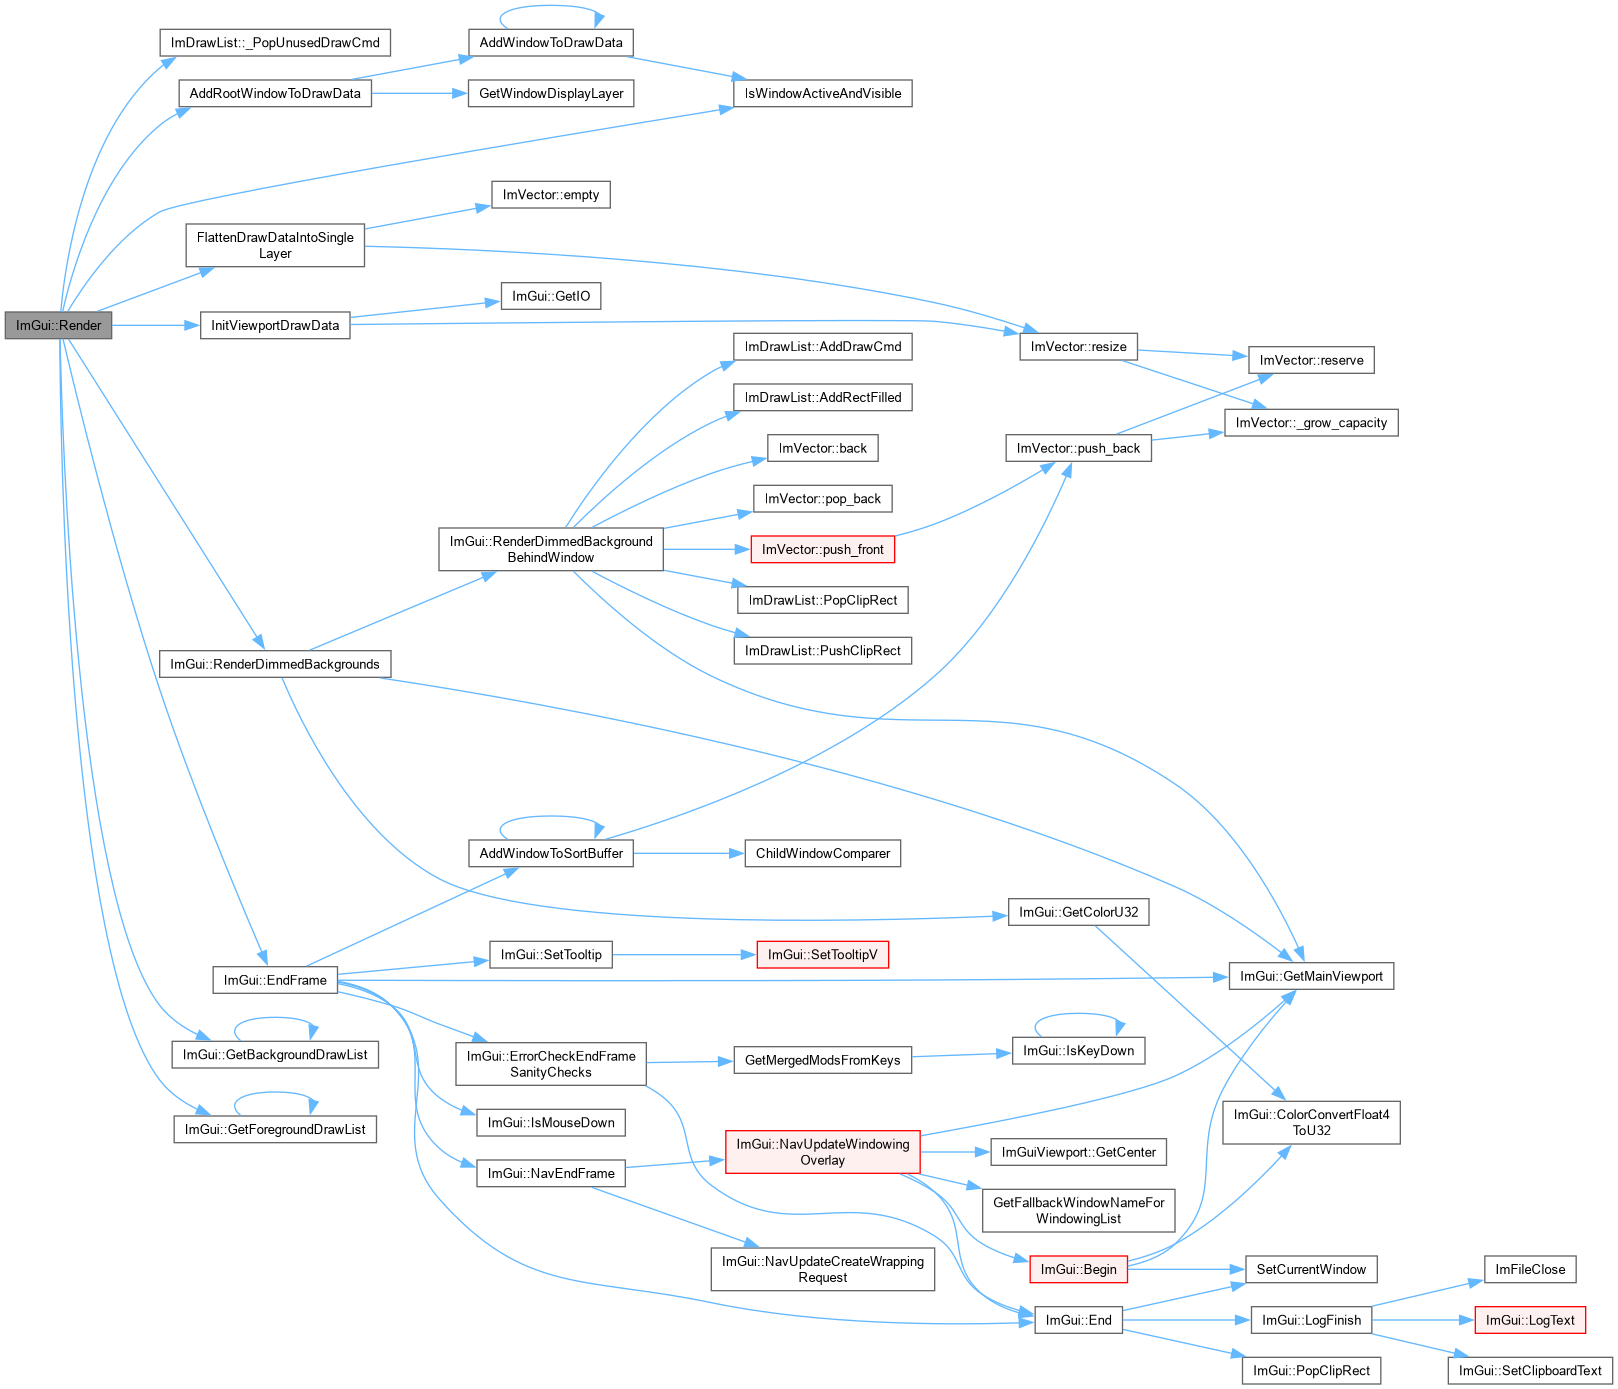 ImDrawList::_PopUnusedDrawCmd
AddWindowToDrawData
AddRootWindowToDrawData
GetWindowDisplayLayer
IsWindowActiveAndVisible
ImVector::empty
FlattenDrawDataIntoSingle
Layer
ImGui::GetIO
ImGui::Render
InitViewportDrawData
ImDrawList::AddDrawCmd
ImVector::resize
ImVector::reserve
ImDrawList::AddRectFilled
ImVector::_grow_capacity
ImVector::back
ImVector::push_back
ImVector::pop_back
ImGui::RenderDimmedBackground
BehindWindow
ImVector::push_front
ImDrawList::PopClipRect
ImDrawList::PushClipRect
ImGui::RenderDimmedBackgrounds
AddWindowToSortBuffer
ChildWindowComparer
ImGui::GetColorU32
ImGui::SetTooltip
ImGui::SetTooltipV
ImGui::EndFrame
ImGui::GetMainViewport
ImGui::GetBackgroundDrawList
ImGui::ErrorCheckEndFrame
SanityChecks
GetMergedModsFromKeys
ImGui::IsKeyDown
ImGui::GetForegroundDrawList
ImGui::IsMouseDown
ImGui::ColorConvertFloat4
ToU32
ImGui::NavEndFrame
ImGui::NavUpdateWindowing
Overlay
ImGuiViewport::GetCenter
GetFallbackWindowNameFor
WindowingList
ImGui::NavUpdateCreateWrapping
Request
ImGui::Begin
SetCurrentWindow
ImFileClose
ImGui::End
ImGui::LogFinish
ImGui::LogText
ImGui::PopClipRect
ImGui::SetClipboardText